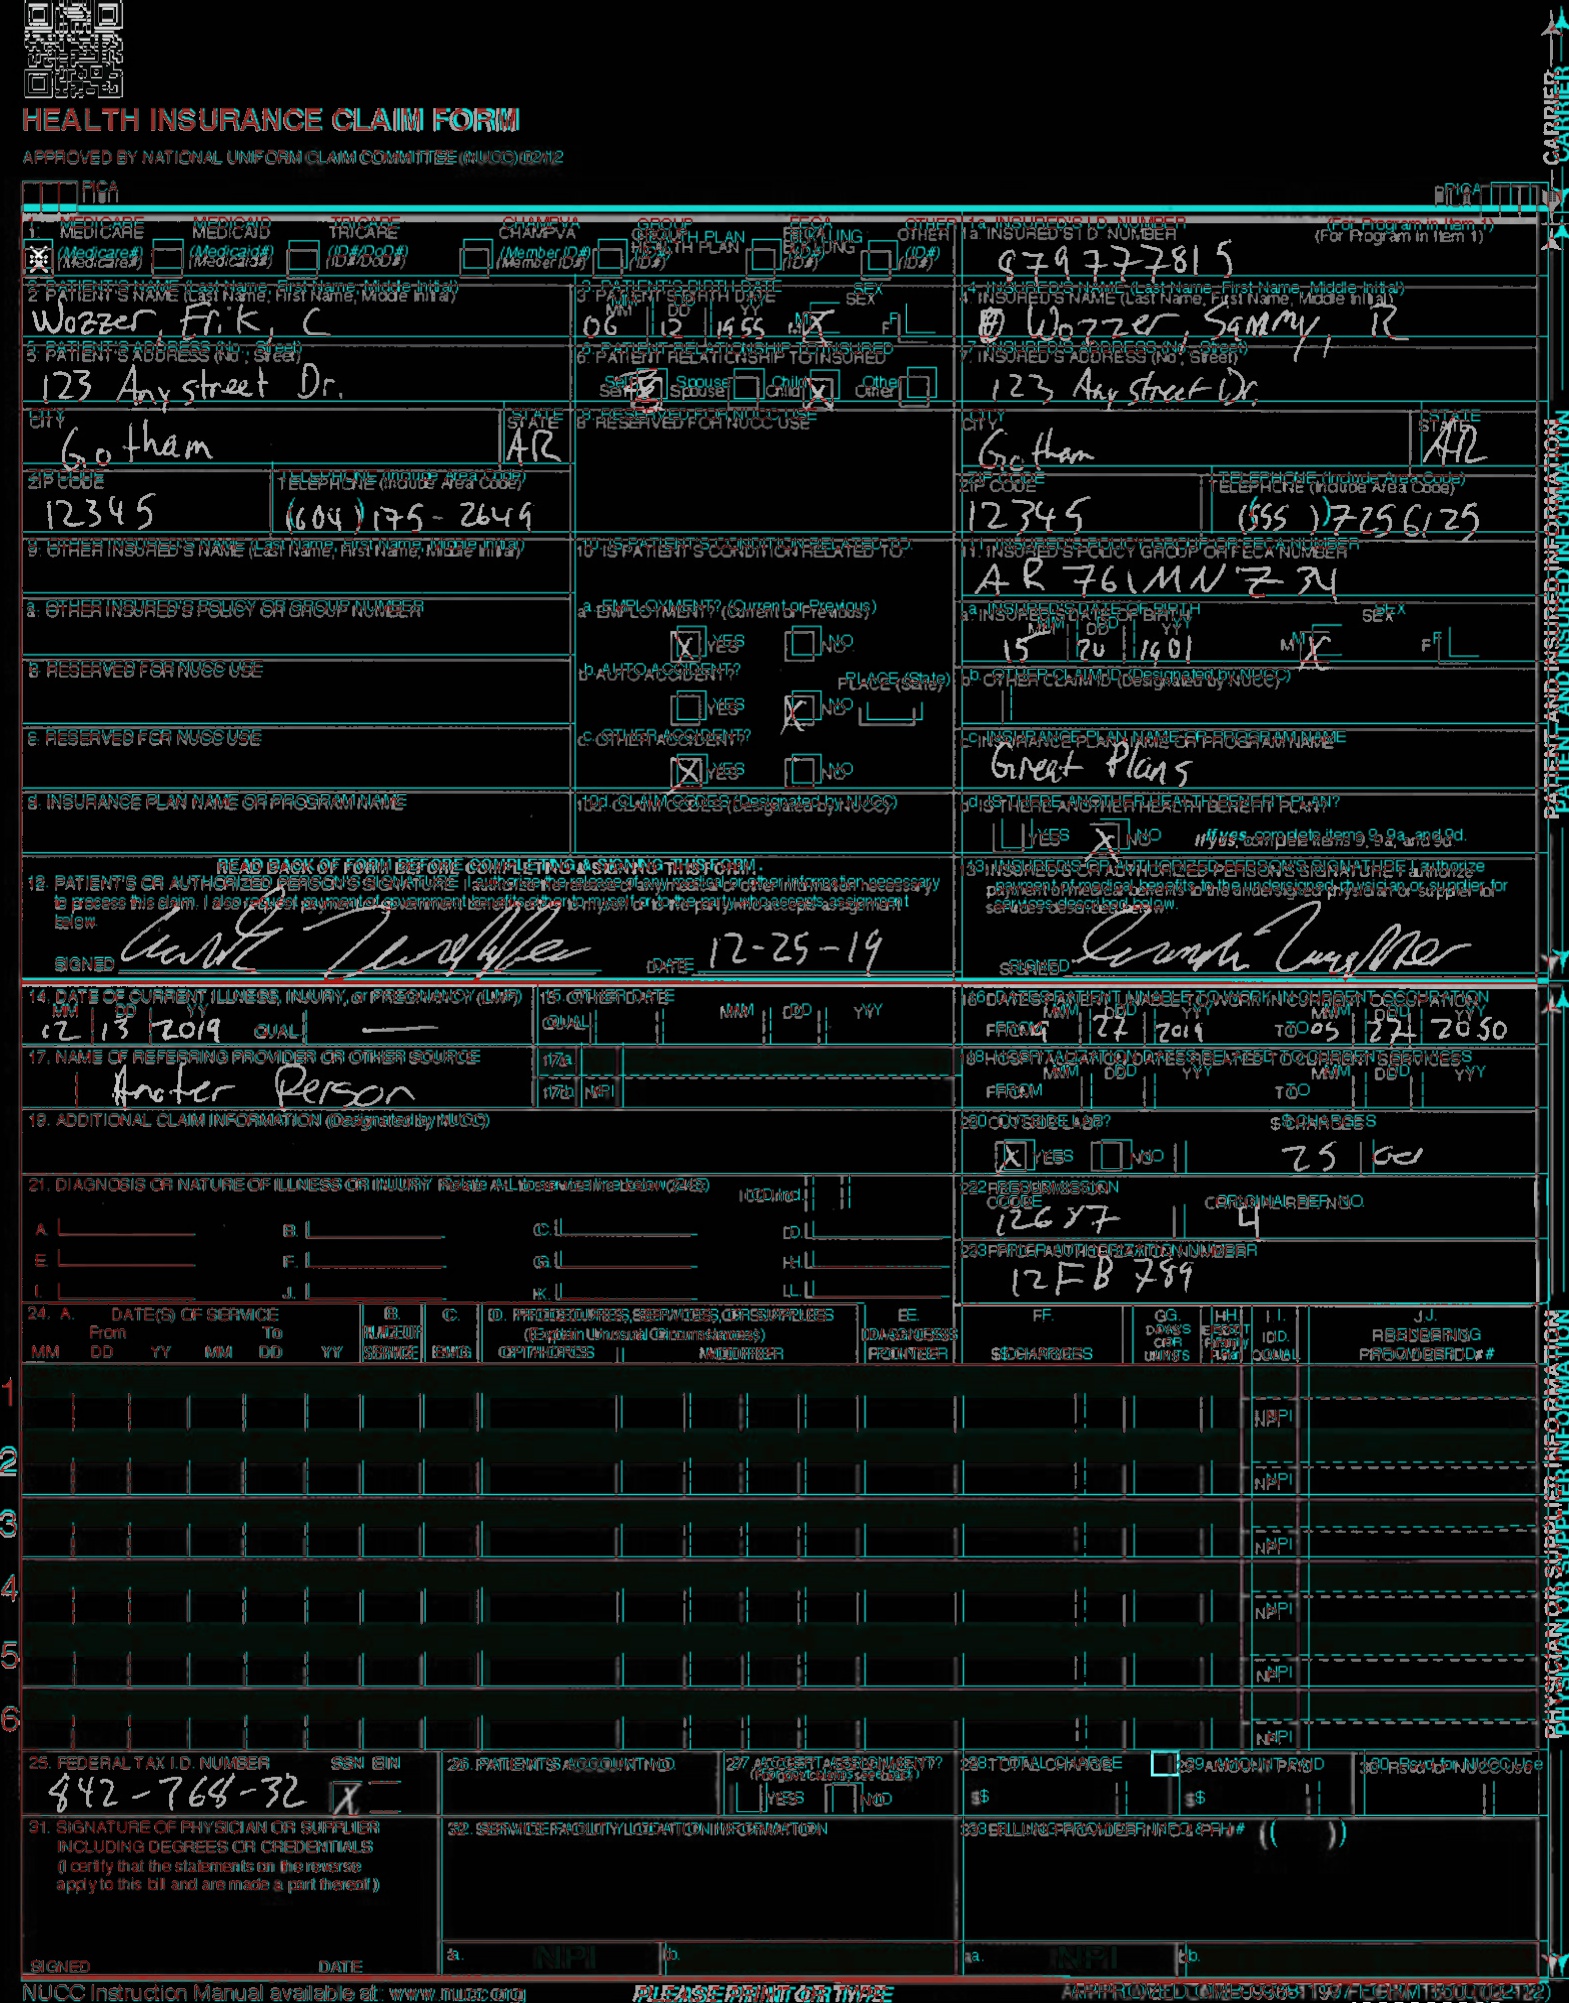 HEALTH INSURANCE CLAIM FORM
APPROVED BY NATIONAL UNIFORM CLAIM COMMITTEE (NUCC) 02/12
PICA PICA
CARRIER
1. MEDICARE MEDICAID TRICARE CHAMPVA GROUP HEALTH PLAN FECA BLK LUNG OTHER
(Medicare#) (Medicaid#) (ID#/DoD#) (Member ID#) (ID#) (ID#) (ID#)
1a. INSURED'S I.D. NUMBER (For Program in Item 1)
879777815
2. PATIENT'S NAME (Last Name, First Name, Middle Initial)
Wozzer, Erik, C
3. PATIENT'S BIRTH DATE SEX
MM DD YY
06 12 1955 M X F
4. INSURED'S NAME (Last Name, First Name, Middle Initial)
Wozzer, Sammy, R
5. PATIENT'S ADDRESS (No., Street)
123 Any street Dr.
6. PATIENT RELATIONSHIP TO INSURED
Self Spouse Child X Other
7. INSURED'S ADDRESS (No., Street)
123 Any street Dr.
CITY STATE
Gotham AR
8. RESERVED FOR NUCC USE
CITY STATE
Gotham AR
ZIP CODE TELEPHONE (Include Area Code)
12345 (604) 175-2649
ZIP CODE TELEPHONE (Include Area Code)
12345 (555) 7256125
9. OTHER INSURED'S NAME (Last Name, First Name, Middle Initial)
10. IS PATIENT'S CONDITION RELATED TO:
11. INSURED'S POLICY GROUP OR FECA NUMBER
AR 761MN Z 34
a. OTHER INSURED'S POLICY OR GROUP NUMBER
a. EMPLOYMENT? (Current or Previous)
X YES NO
a. INSURED'S DATE OF BIRTH SEX
MM DD YY
15 20 1901 M X F
b. RESERVED FOR NUCC USE
b. AUTO ACCIDENT? PLACE (State)
YES X NO
b. OTHER CLAIM ID (Designated by NUCC)
c. RESERVED FOR NUCC USE
c. OTHER ACCIDENT?
X YES NO
c. INSURANCE PLAN NAME OR PROGRAM NAME
Great Plans
d. INSURANCE PLAN NAME OR PROGRAM NAME
10d. CLAIM CODES (Designated by NUCC)
d. IS THERE ANOTHER HEALTH BENEFIT PLAN?
YES X NO If yes, complete items 9, 9a, and 9d.
READ BACK OF FORM BEFORE COMPLETING & SIGNING THIS FORM.
12. PATIENT'S OR AUTHORIZED PERSON'S SIGNATURE I authorize the release of any medical or other information necessary
to process this claim. I also request payment of government benefits either to myself or to the party who accepts assignment
below.
SIGNED DATE 12-25-19
13. INSURED'S OR AUTHORIZED PERSON'S SIGNATURE I authorize
payment of medical benefits to the undersigned physician or supplier for
services described below.
SIGNED
PATIENT AND INSURED INFORMATION
14. DATE OF CURRENT ILLNESS, INJURY, or PREGNANCY (LMP)
MM DD YY
12 13 2019 QUAL.
15. OTHER DATE
QUAL. MM DD YY
16. DATES PATIENT UNABLE TO WORK IN CURRENT OCCUPATION
MM DD YY MM DD YY
FROM 9 27 2019 TO 05 27 2050
17. NAME OF REFERRING PROVIDER OR OTHER SOURCE
Anoter Person
17a.
17b. NPI
18. HOSPITALIZATION DATES RELATED TO CURRENT SERVICES
MM DD YY MM DD YY
FROM TO
19. ADDITIONAL CLAIM INFORMATION (Designated by NUCC)
20. OUTSIDE LAB? $ CHARGES
X YES NO 25
21. DIAGNOSIS OR NATURE OF ILLNESS OR INJURY Relate A-L to service line below (24E)
ICD Ind.
A. B. C. D.
E. F. G. H.
I. J. K. L.
22. RESUBMISSION CODE ORIGINAL REF. NO.
12687 4
23. PRIOR AUTHORIZATION NUMBER
12FB 789
24. A. DATE(S) OF SERVICE B. C. D. PROCEDURES, SERVICES, OR SUPPLIES E. F. G. H. I. J.
From To PLACE OF (Explain Unusual Circumstances) DIAGNOSIS DAYS OR EPSDT Family ID. RENDERING
MM DD YY MM DD YY SERVICE EMG CPT/HCPCS MODIFIER POINTER $ CHARGES UNITS Plan QUAL. PROVIDER ID. #
1 NPI
2 NPI
3 NPI
4 NPI
5 NPI
6 NPI
PHYSICIAN OR SUPPLIER INFORMATION
25. FEDERAL TAX I.D. NUMBER SSN EIN
842-768-32 X
26. PATIENT'S ACCOUNT NO.
27. ACCEPT ASSIGNMENT?
YES NO
28. TOTAL CHARGE
$
29. AMOUNT PAID
$
30. Rsvd for NUCC Use
31. SIGNATURE OF PHYSICIAN OR SUPPLIER
INCLUDING DEGREES OR CREDENTIALS
(I certify that the statements on the reverse
apply to this bill and are made a part thereof.)
SIGNED DATE
32. SERVICE FACILITY LOCATION INFORMATION
a. NPI b.
33. BILLING PROVIDER INFO & PH # ( )
a. NPI b.
NUCC Instruction Manual available at: www.nucc.org
PLEASE PRINT OR TYPE